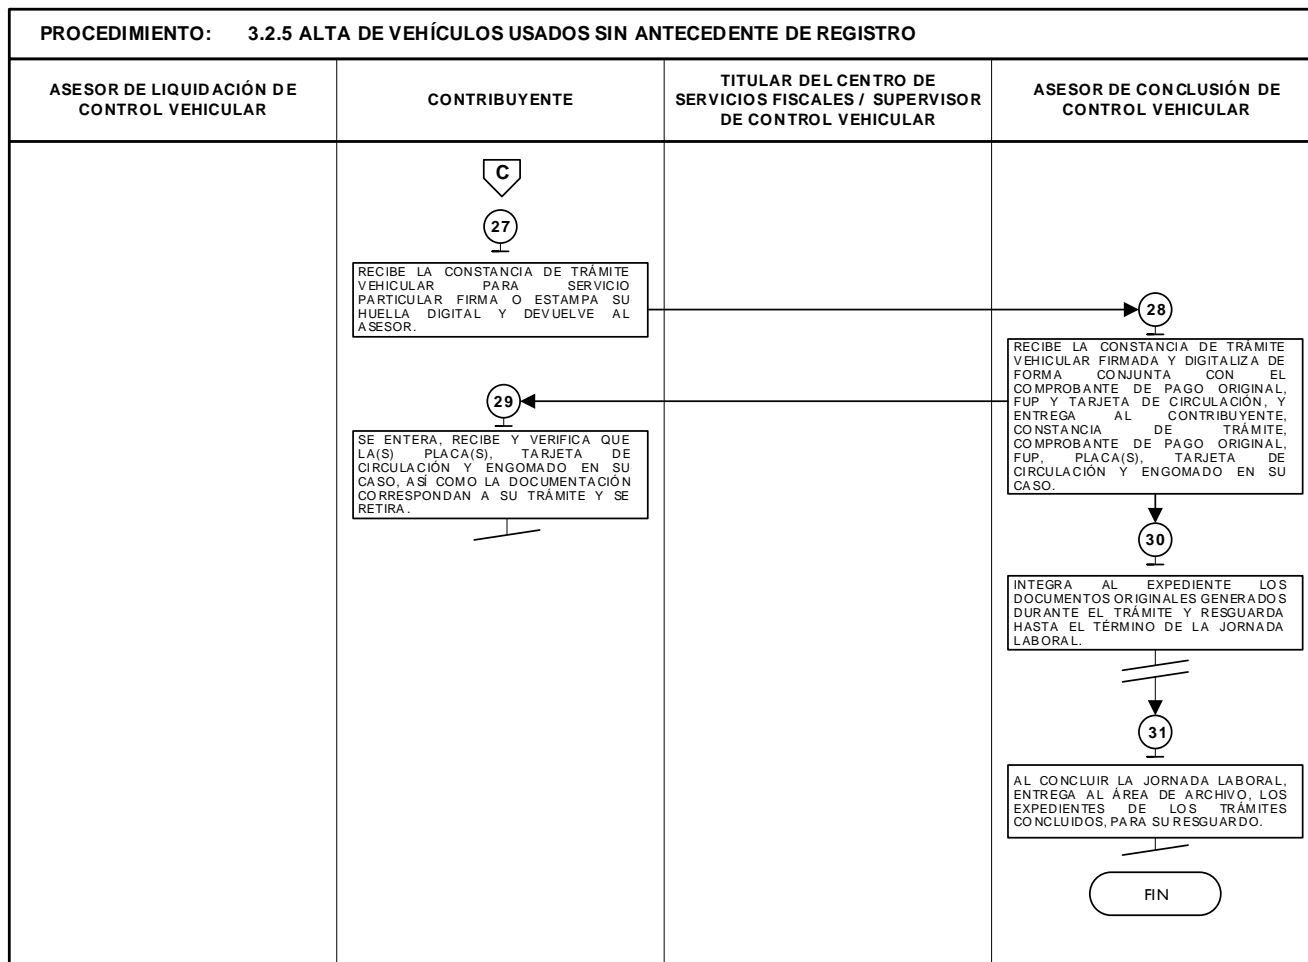 PROCEDIMIENTO: 3.2.5 ALTA DE VEHÍCULOS USADOS SIN ANTECEDENTE DE REGISTRO
ASESOR DE LIQUIDACIÓN DE
CONTROL VEHICULAR
CONTRIBUYENTE
TITULAR DEL CENTRO DE
SERVICIOS FISCALES / SUPERVISOR
DE CONTROL VEHICULAR
ASESOR DE CONCLUSIÓN DE
CONTROL VEHICULAR
C
27
RECIBE LA CONSTANCIA DE TRÁMITE
VEHICULAR PARA SERVICIO
PARTICULAR FIRMA O ESTAMPA SU
HUELLA DIGITAL Y DEVUELVE AL
ASESOR.
28
RECIBE LA CONSTANCIA DE TRÁMITE
VEHICULAR FIRMADA Y DIGITALIZA DE
FORMA CONJUNTA CON EL
COMPROBANTE DE PAGO ORIGINAL,
FUP Y TARJETA DE CIRCULACIÓN, Y
ENTREGA AL CONTRIBUYENTE,
CONSTANCIA DE TRÁMITE,
COMPROBANTE DE PAGO ORIGINAL,
FUP, PLACA(S), TARJETA DE
CIRCULACIÓN Y ENGOMADO EN SU
CASO.
29
SE ENTERA, RECIBE Y VERIFICA QUE
LA(S) PLACA(S), TARJETA DE
CIRCULACIÓN Y ENGOMADO EN SU
CASO, ASÍ COMO LA DOCUMENTACIÓN
CORRESPONDAN A SU TRÁMITE Y SE
RETIRA.
30
INTEGRA AL EXPEDIENTE LOS
DOCUMENTOS ORIGINALES GENERADOS
DURANTE EL TRÁMITE Y RESGUARDA
HASTA EL TÉRMINO DE LA JORNADA
LABORAL.
31
AL CONCLUIR LA JORNADA LABORAL,
ENTREGA AL ÁREA DE ARCHIVO, LOS
EXPEDIENTES DE LOS TRÁMITES
CONCLUIDOS, PARA SU RESGUARDO.
FIN